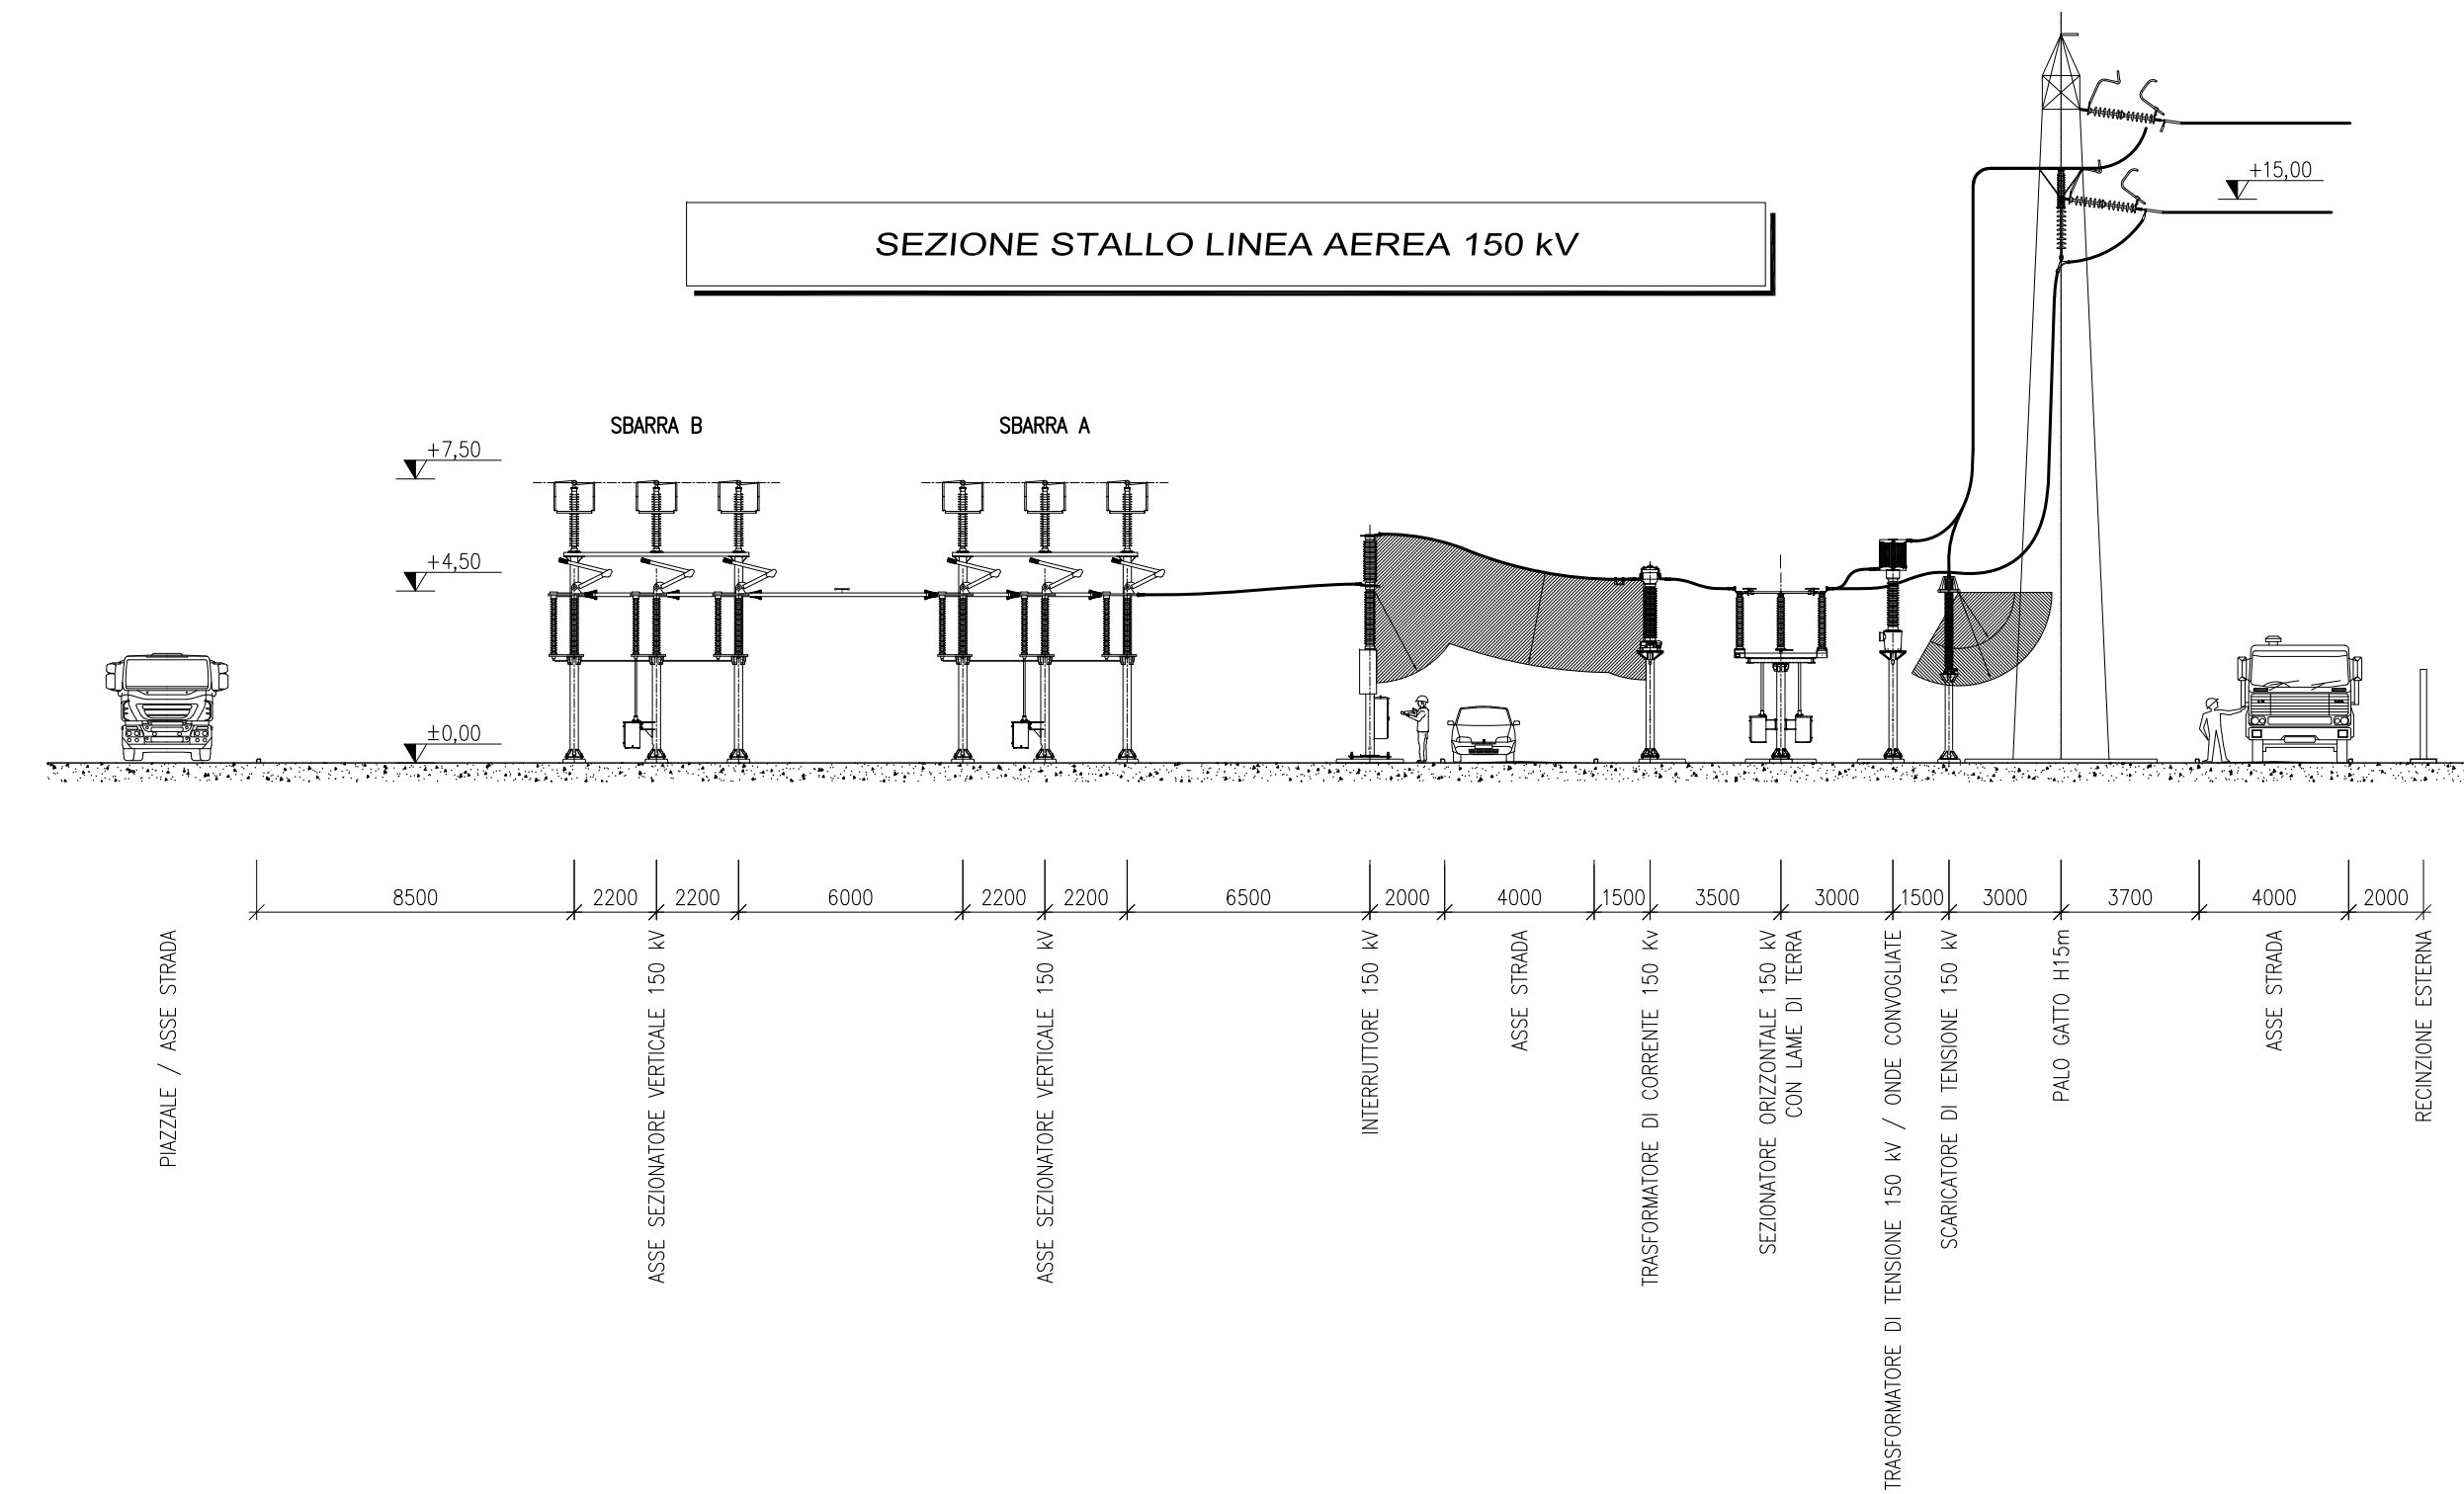 +15,00
SEZIONE STALLO LINEA AEREA 150 kV
SBARRA B
SBARRA A
+7,50
+4,50
±0,00
8500
2200
2200
6000
2200
2200
6500
2000
4000
1500
3500
3000
1500
3000
3700
4000
2000
PIAZZALE / ASSE STRADA
ASSE SEZIONATORE VERTICALE 150 kV
ASSE SEZIONATORE VERTICALE 150 kV
INTERRUTTORE 150 kV
ASSE STRADA
TRASFORMATORE DI CORRENTE 150 Kv
SEZIONATORE ORIZZONTALE 150 kV
CON LAME DI TERRA
TRASFORMATORE DI TENSIONE 150 kV / ONDE CONVOGLIATE
SCARICATORE DI TENSIONE 150 kV
PALO GATTO H15m
ASSE STRADA
RECINZIONE ESTERNA